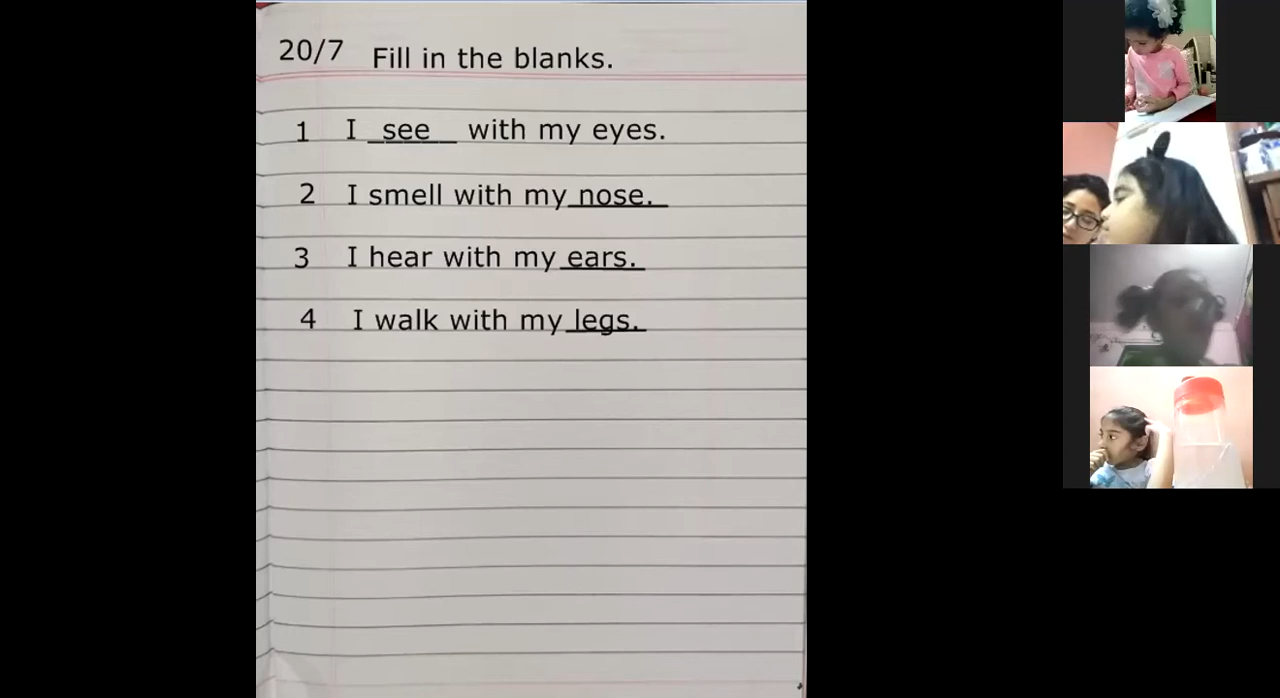 20/7 Fill in the blanks.
1 I see with my eyes.
2 I smell with my nose.
3 I hear with my ears.
4 I walk with my legs.